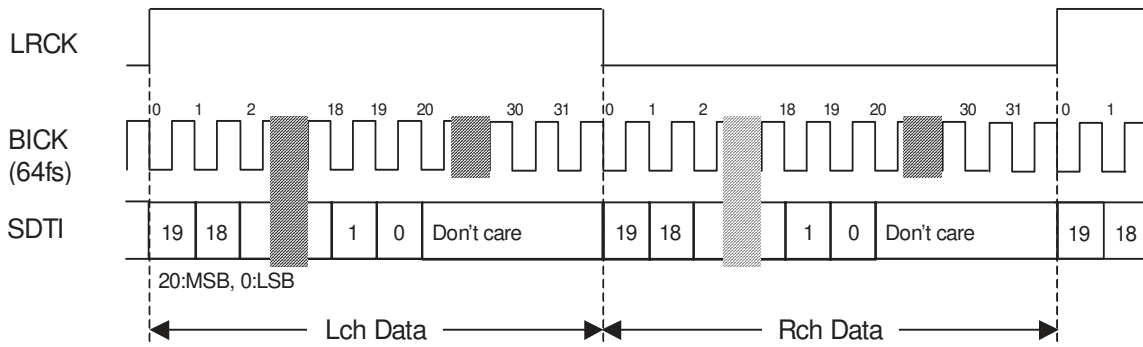 LRCK
0 1 2 18 19 20 30 31 0 1 2 18 19 20 30 31 0 1
BICK
(64fs)
SDTI 19 18 1 0 Don't care 19 18 1 0 Don't care 19 18
20:MSB, 0:LSB
Lch Data Rch Data